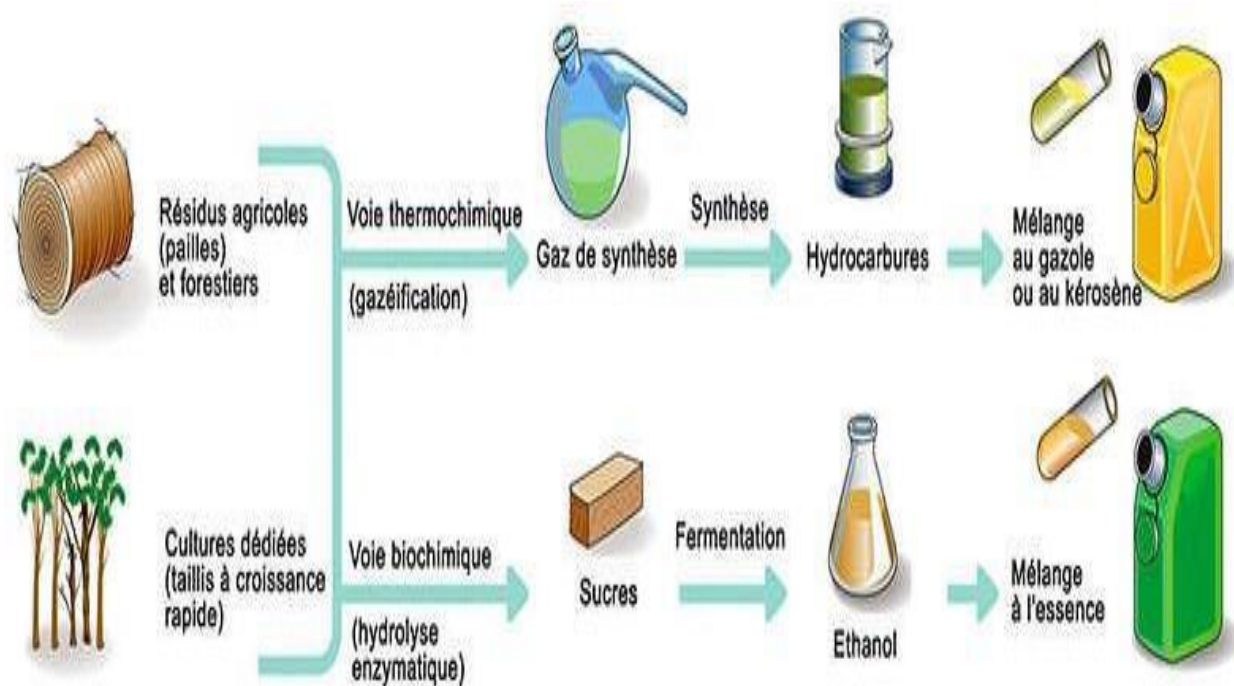 Résidus agricoles
(pailles)
et forestiers
Voie thermochimique
(gazéification)
Gaz de synthèse
Synthèse
Hydrocarbures
Mélange
au gazole
ou au kérosène
Cultures dédiées
(taillis à croissance
rapide)
Voie biochimique
(hydrolyse
enzymatique)
Sucres
Fermentation
Ethanol
Mélange
à l'essence